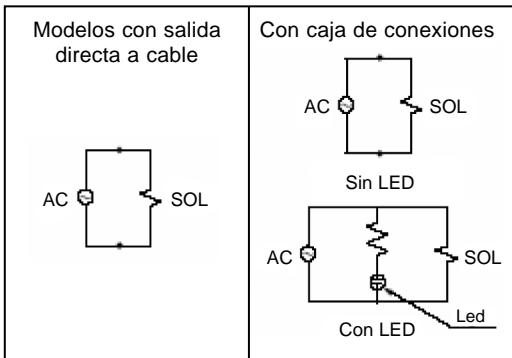 Modelos con salida
directa a cable
AC
SOL
Con caja de conexiones
AC
SOL
Sin LED
AC
SOL
Led
Con LED